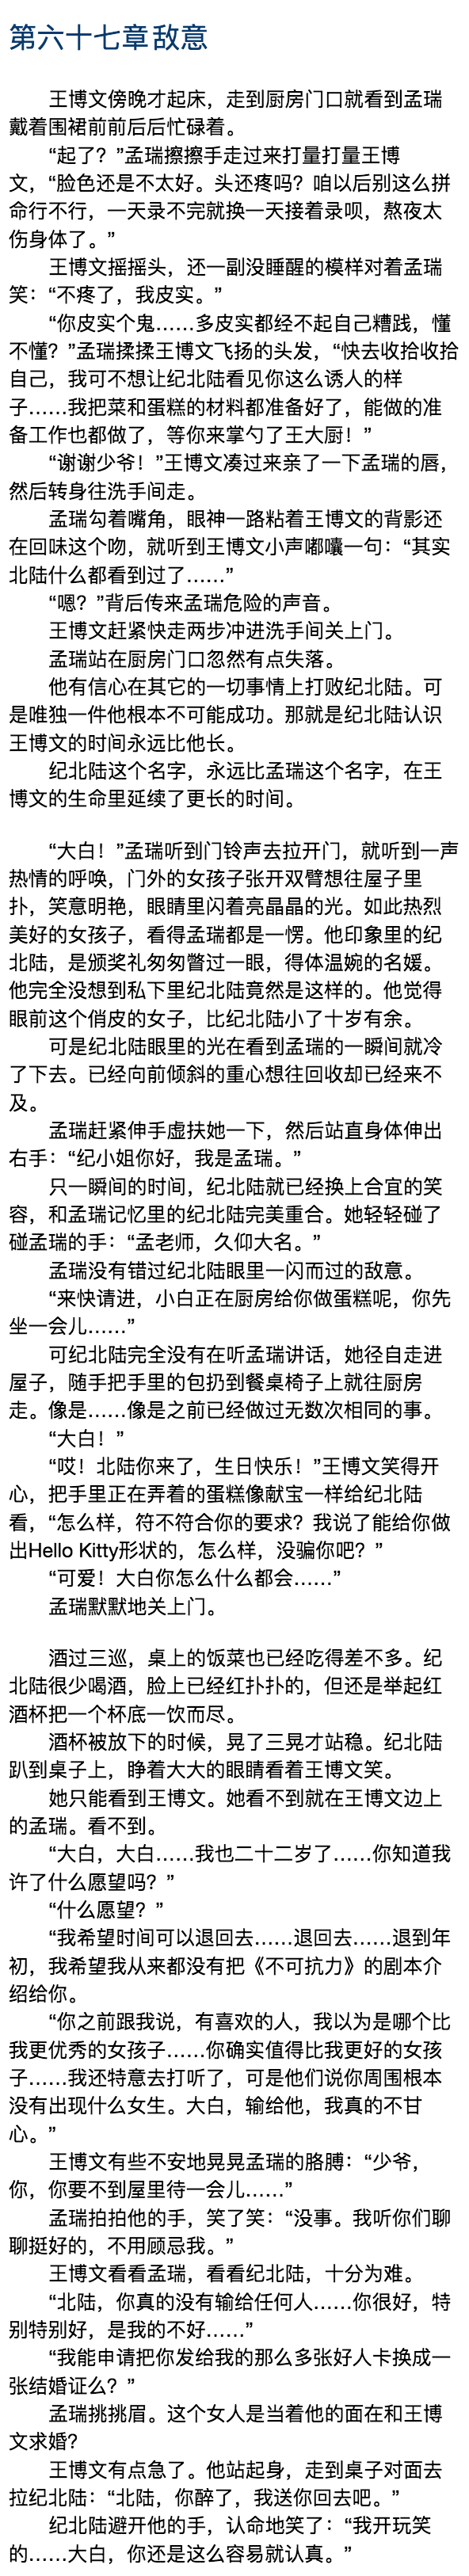 第六十七章 敌意
王博文傍晚才起床，走到厨房门口就看到孟瑞
戴着围裙前前后后忙碌着。
“起了？”孟瑞擦擦手走过来打量打量王博
文，“脸色还是不太好。头还疼吗？咱以后别这么拼
命行不行，一天录不完就换一天接着录呗，熬夜太
伤身体了。”
王博文摇摇头，还一副没睡醒的模样对着孟瑞
笑：“不疼了，我皮实。”
“你皮实个鬼……多皮实都经不起自己糟践，懂
不懂？”孟瑞揉揉王博文飞扬的头发，“快去收拾收拾
自己，我可不想让纪北陆看见你这么诱人的样
子……我把菜和蛋糕的材料都准备好了，能做的准
备工作也都做了，等你来掌勺了王大厨！”
“谢谢少爷！”王博文凑过来亲了一下孟瑞的唇，
然后转身往洗手间走。
孟瑞勾着嘴角，眼神一路粘着王博文的背影还
在回味这个吻，就听到王博文小声嘟囔一句：“其实
北陆什么都看到过了……”
“嗯？”背后传来孟瑞危险的声音。
王博文赶紧快走两步冲进洗手间关上门。
孟瑞站在厨房门口忽然有点失落。
他有信心在其它的一切事情上打败纪北陆。可
是唯独一件他根本不可能成功。那就是纪北陆认识
王博文的时间永远比他长。
纪北陆这个名字，永远比孟瑞这个名字，在王
博文的生命里延续了更长的时间。
“大白！”孟瑞听到门铃声去拉开门，就听到一声
热情的呼唤，门外的女孩子张开双臂想往屋子里
扑，笑意明艳，眼睛里闪着亮晶晶的光。如此热烈
美好的女孩子，看得孟瑞都是一愣。他印象里的纪
北陆，是颁奖礼匆匆瞥过一眼，得体温婉的名媛。
他完全没想到私下里纪北陆竟然是这样的。他觉得
眼前这个俏皮的女子，比纪北陆小了十岁有余。
可是纪北陆眼里的光在看到孟瑞的一瞬间就冷
了下去。已经向前倾斜的重心想往回收却已经来不
及。
孟瑞赶紧伸手虚扶她一下，然后站直身体伸出
右手：“纪小姐你好，我是孟瑞。”
只一瞬间的时间，纪北陆就已经换上合宜的笑
容，和孟瑞记忆里的纪北陆完美重合。她轻轻碰了
碰孟瑞的手：“孟老师，久仰大名。”
孟瑞没有错过纪北陆眼里一闪而过的敌意。
“来快请进，小白正在厨房给你做蛋糕呢，你先
坐一会儿……”
可纪北陆完全没有在听孟瑞讲话，她径自走进
屋子，随手把手里的包扔到餐桌椅子上就往厨房
走。像是……像是之前已经做过无数次相同的事。
“大白！”
“哎！北陆你来了，生日快乐！”王博文笑得开
心，把手里正在弄着的蛋糕像献宝一样给纪北陆
看，“怎么样，符不符合你的要求？我说了能给你做
出Hello Kitty形状的，怎么样，没骗你吧？”
“可爱！大白你怎么什么都会……”
孟瑞默默地关上门。
酒过三巡，桌上的饭菜也已经吃得差不多。纪
北陆很少喝酒，脸上已经红扑扑的，但还是举起红
酒杯把一个杯底一饮而尽。
酒杯被放下的时候，晃了三晃才站稳。纪北陆
趴到桌子上，睁着大大的眼睛看着王博文笑。
她只能看到王博文。她看不到就在王博文边上
的孟瑞。看不到。
“大白，大白……我也二十二岁了……你知道我
许了什么愿望吗？”
“什么愿望？”
“我希望时间可以退回去……退回去……退到年
初，我希望我从来都没有把《不可抗力》的剧本介
绍给你。
“你之前跟我说，有喜欢的人，我以为是哪个比
我更优秀的女孩子……你确实值得比我更好的女孩
子……我还特意去打听了，可是他们说你周围根本
没有出现什么女生。大白，输给他，我真的不甘
心。”
王博文有些不安地晃晃孟瑞的胳膊：“少爷，
你，你要不到屋里待一会儿……”
孟瑞拍拍他的手，笑了笑：“没事。我听你们聊
聊挺好的，不用顾忌我。”
王博文看看孟瑞，看看纪北陆，十分为难。
“北陆，你真的没有输给任何人……你很好，特
别特别好，是我的不好……”
“我能申请把你发给我的那么多张好人卡换成一
张结婚证么？”
孟瑞挑挑眉。这个女人是当着他的面在和王博
文求婚？
王博文有点急了。他站起身，走到桌子对面去
拉纪北陆：“北陆，你醉了，我送你回去吧。”
纪北陆避开他的手，认命地笑了：“我开玩笑
的……大白，你还是这么容易就认真。”